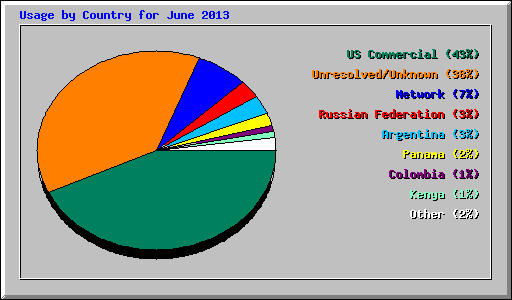 Usage by Country for June 2013
US Commercial (43%)
Unresolved/Unknown (38%)
Network (7%)
Russian Federation (3%)
Argentina (3%)
Panama (2%)
Colombia (1%)
Kenya (1%)
Other (2%)